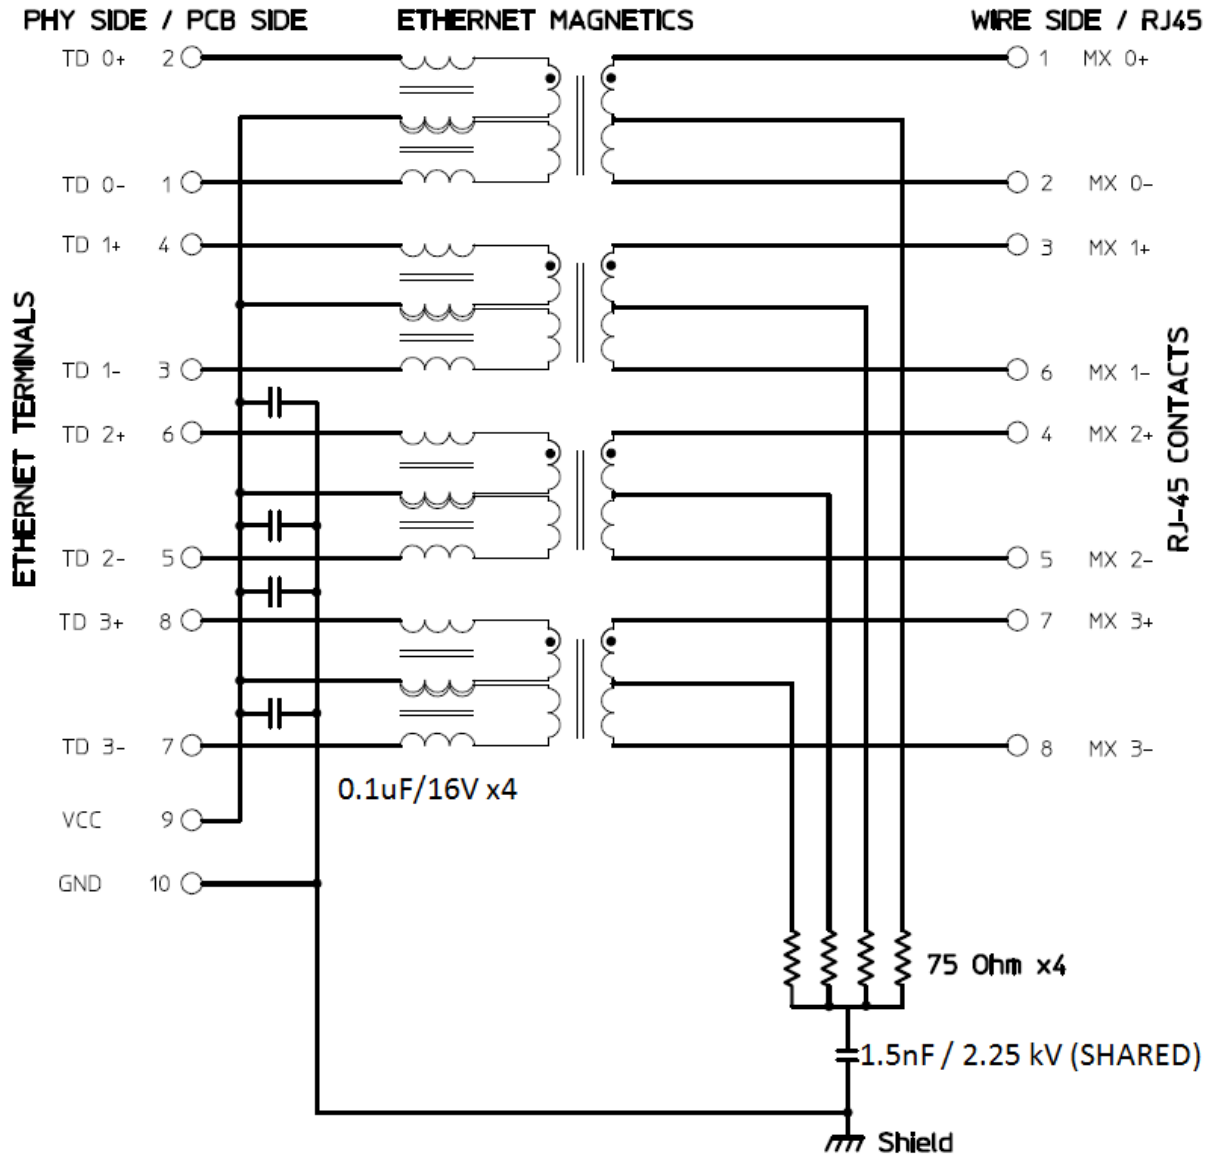 PHY SIDE / PCB SIDE ETHERNET MAGNETICS WIRE SIDE / RJ45
TD 0+ 2 1 MX 0+
TD 0- 1 2 MX 0-
TD 1+ 4 3 MX 1+
TD 1- 3 6 MX 1-
TD 2+ 6 4 MX 2+
TD 2- 5 5 MX 2-
TD 3+ 8 7 MX 3+
TD 3- 7 8 MX 3-
ETHERNET TERMINALS
RJ-45 CONTACTS
0.1uF/16V x4
VCC 9
GND 10
75 Ohm x4
1.5nF / 2.25 kV (SHARED)
Shield